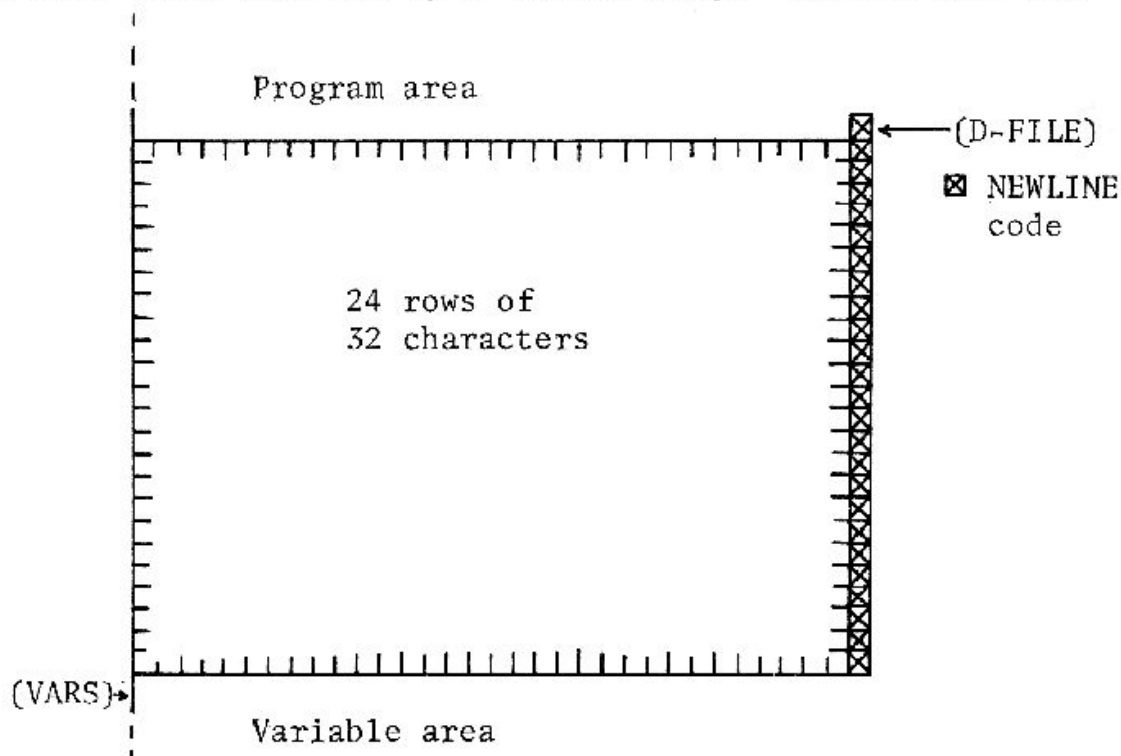 Program area
(D-FILE)
NEWLINE
code
24 rows of
32 characters
(VARS)
Variable area